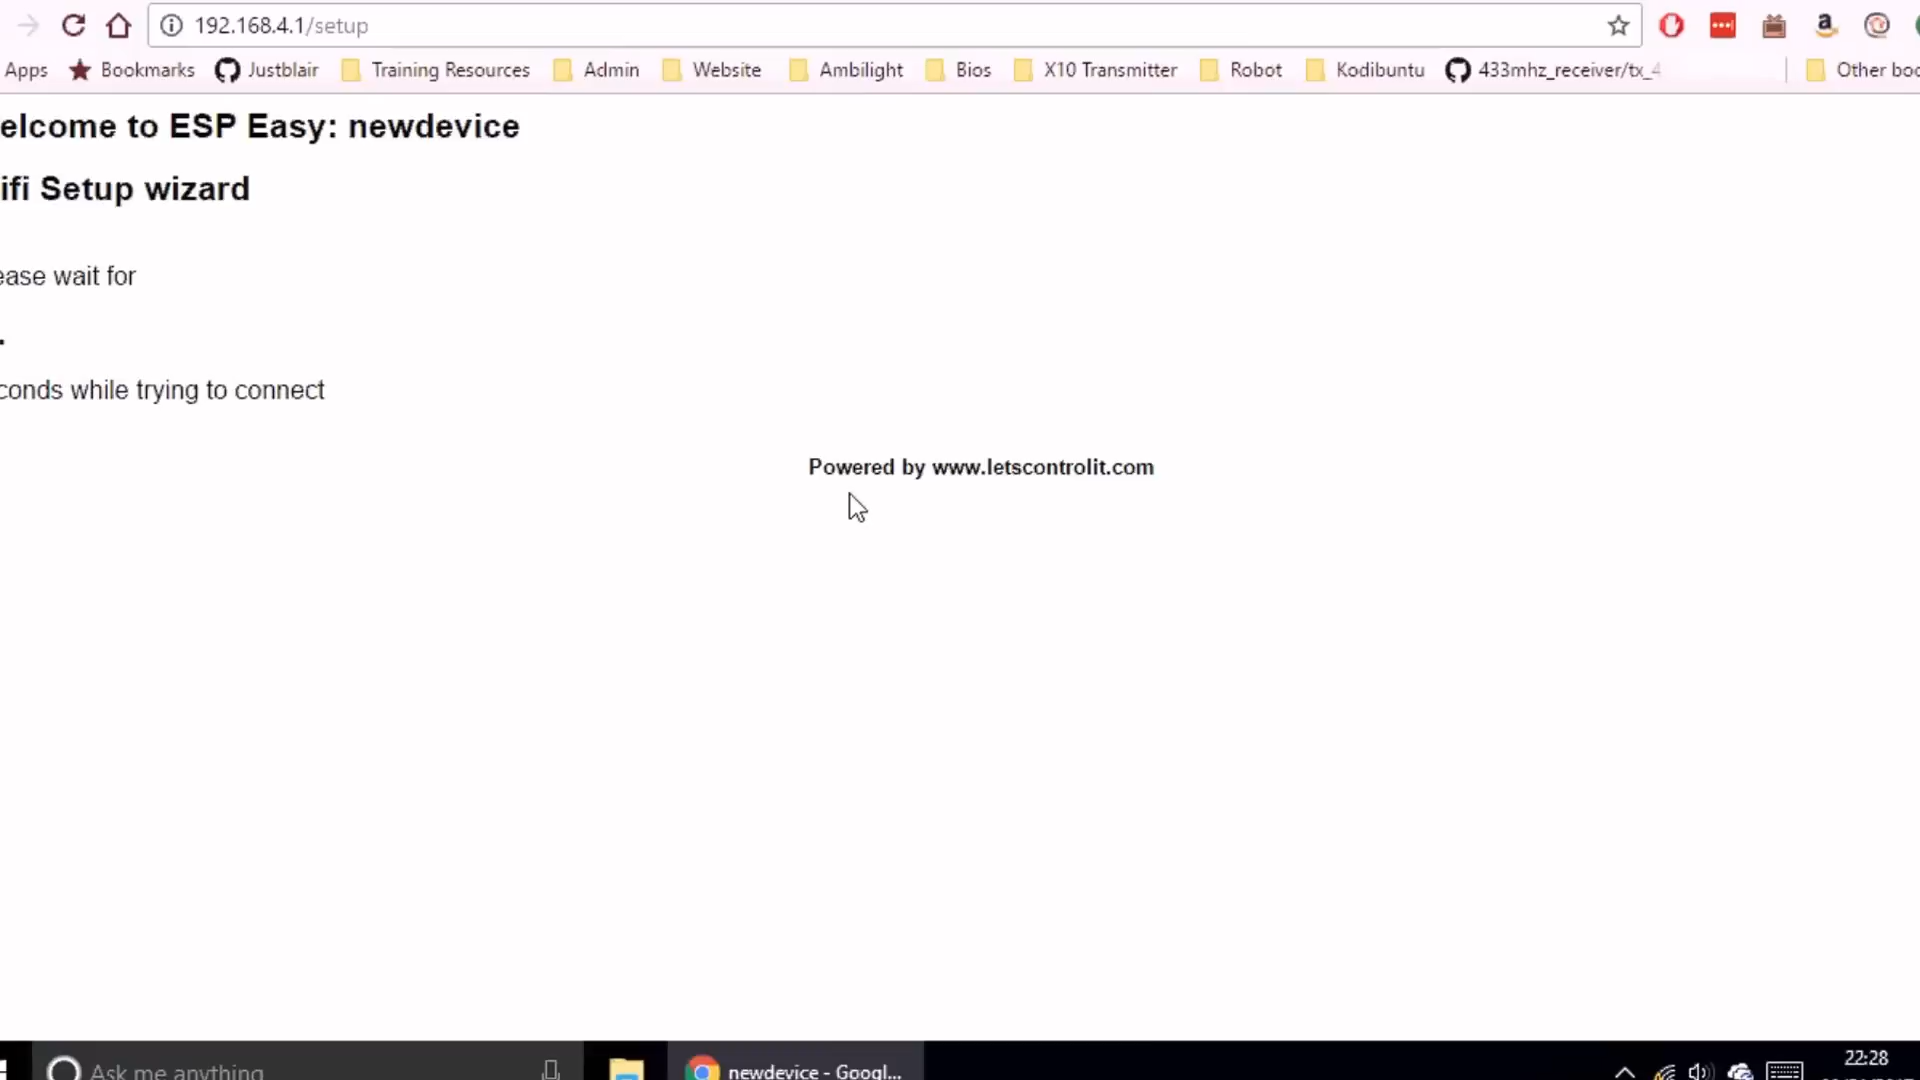 192.168.4.1/setup
Apps Bookmarks Justblair Training Resources Admin Website Ambilight Bios X10 Transmitter Robot Kodibuntu 433mhz_receiver/tx_4 Other boo
elcome to ESP Easy: newdevice
ifi Setup wizard
ease wait for
conds while trying to connect
Powered by www.letscontrolit.com
Ask me anything
newdevice - Googl...
22:28